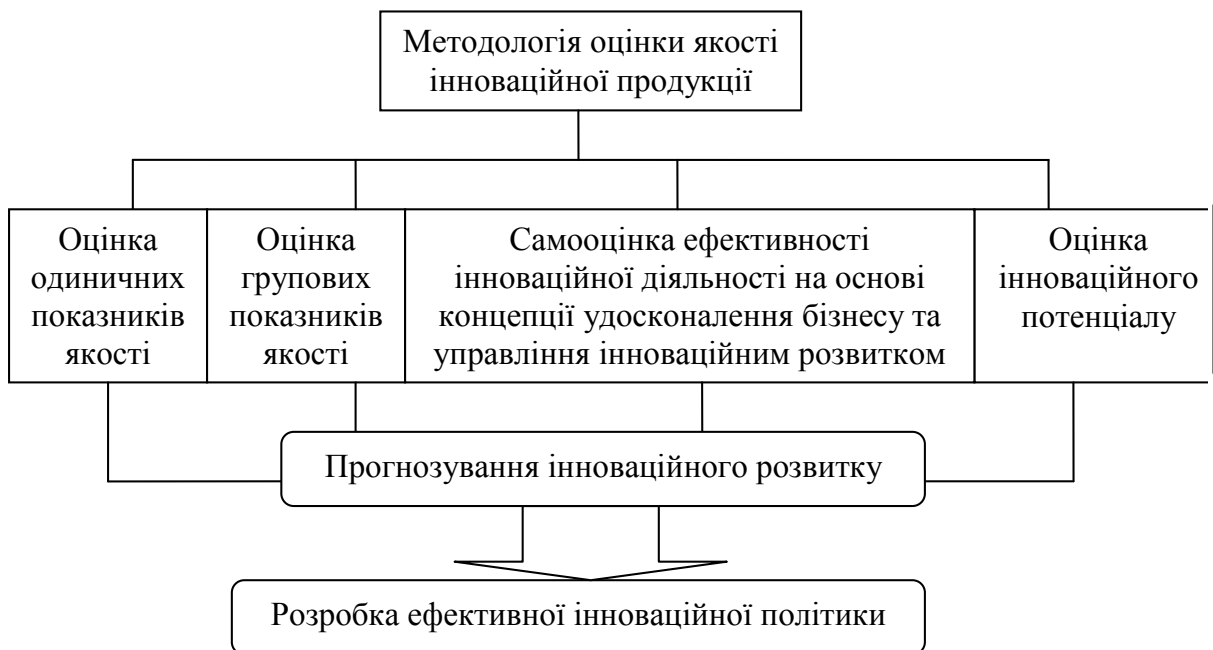 Методологія оцінки якості
інноваційної продукції
Оцінка
одиничних
показників
якості
Оцінка
групових
показників
якості
Самооцінка ефективності
інноваційної діяльності на основі
концепції удосконалення бізнесу та
управління інноваційним розвитком
Оцінка
інноваційного
потенціалу
Прогнозування інноваційного розвитку
Розробка ефективної інноваційної політики